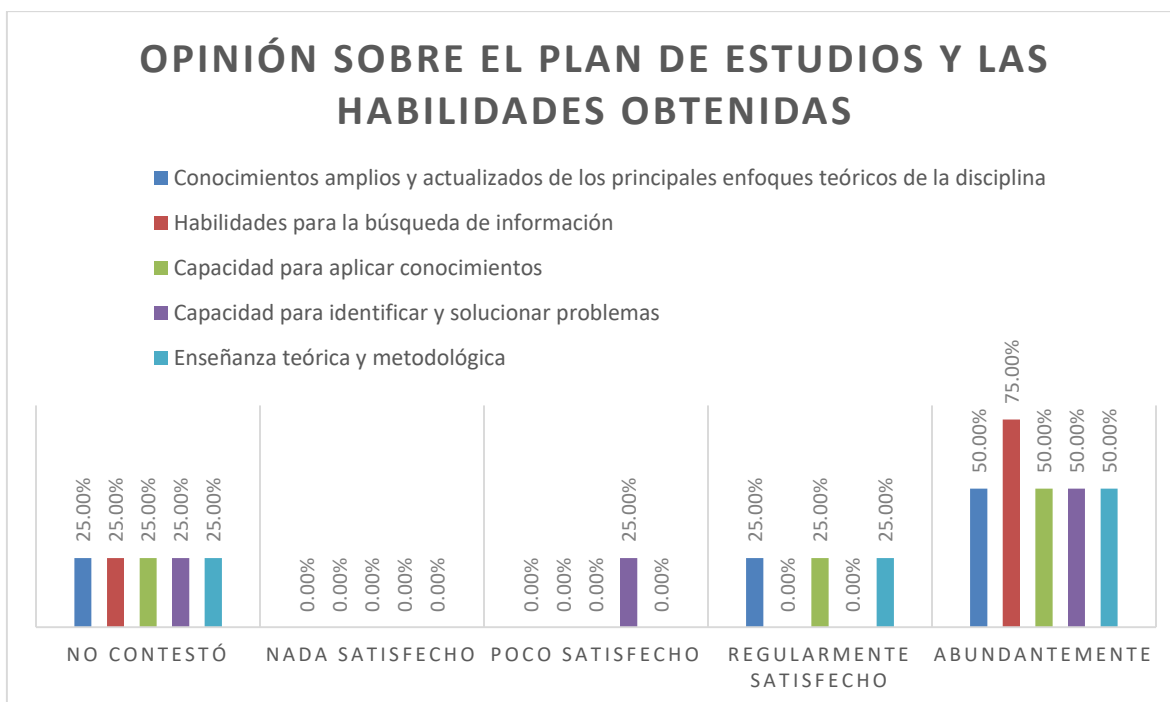 OPINIÓN SOBRE EL PLAN DE ESTUDIOS Y LAS
HABILIDADES OBTENIDAS
Conocimientos amplios y actualizados de los principales enfoques teóricos de la disciplina
Habilidades para la búsqueda de información
Capacidad para aplicar conocimientos
Capacidad para identificar y solucionar problemas
Enseñanza teórica y metodológica
25.00%
25.00%
25.00%
25.00%
25.00%
0.00%
0.00%
0.00%
0.00%
0.00%
0.00%
0.00%
0.00%
25.00%
0.00%
25.00%
0.00%
25.00%
0.00%
25.00%
50.00%
75.00%
50.00%
50.00%
50.00%
NO CONTESTÓ
NADA SATISFECHO
POCO SATISFECHO
REGULARMENTE
SATISFECHO
ABUNDANTEMENTE